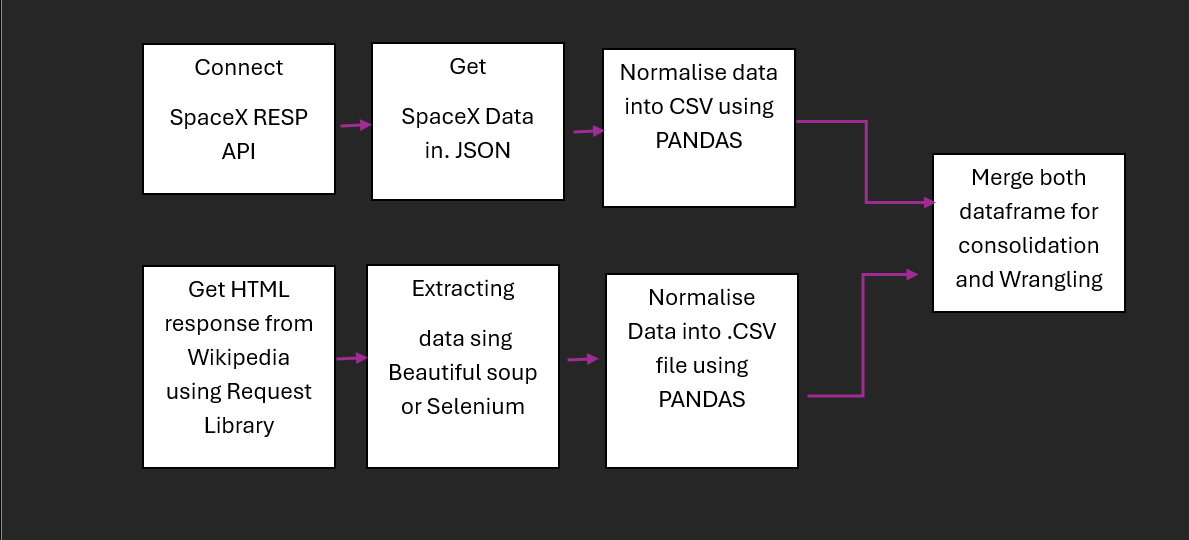 Connect
SpaceX RESP
API
Get
SpaceX Data
in. JSON
Normalise data
into CSV using
PANDAS
Merge both
dataframe for
consolidation
and Wrangling
Get HTML
response from
Wikipedia
using Request
Library
Extracting
data sing
Beautiful soup
or Selenium
Normalise
Data into .CSV
file using
PANDAS